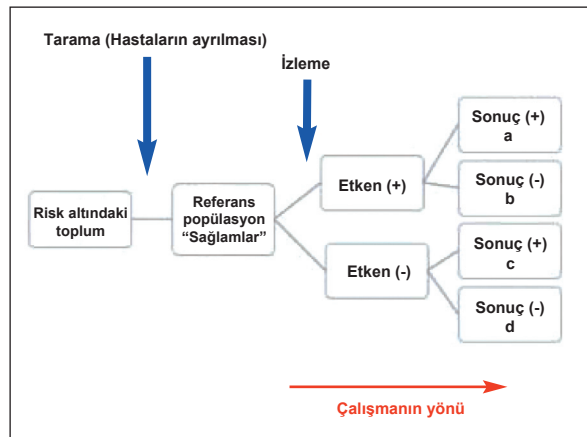 Tarama (Hastaların ayrılması)
İzleme
Risk altındaki
toplum
Referans
popülasyon
“Sağlamlar”
Etken (+)
Etken (-)
Sonuç (+)
a
Sonuç (-)
b
Sonuç (+)
c
Sonuç (-)
d
Çalışmanın yönü